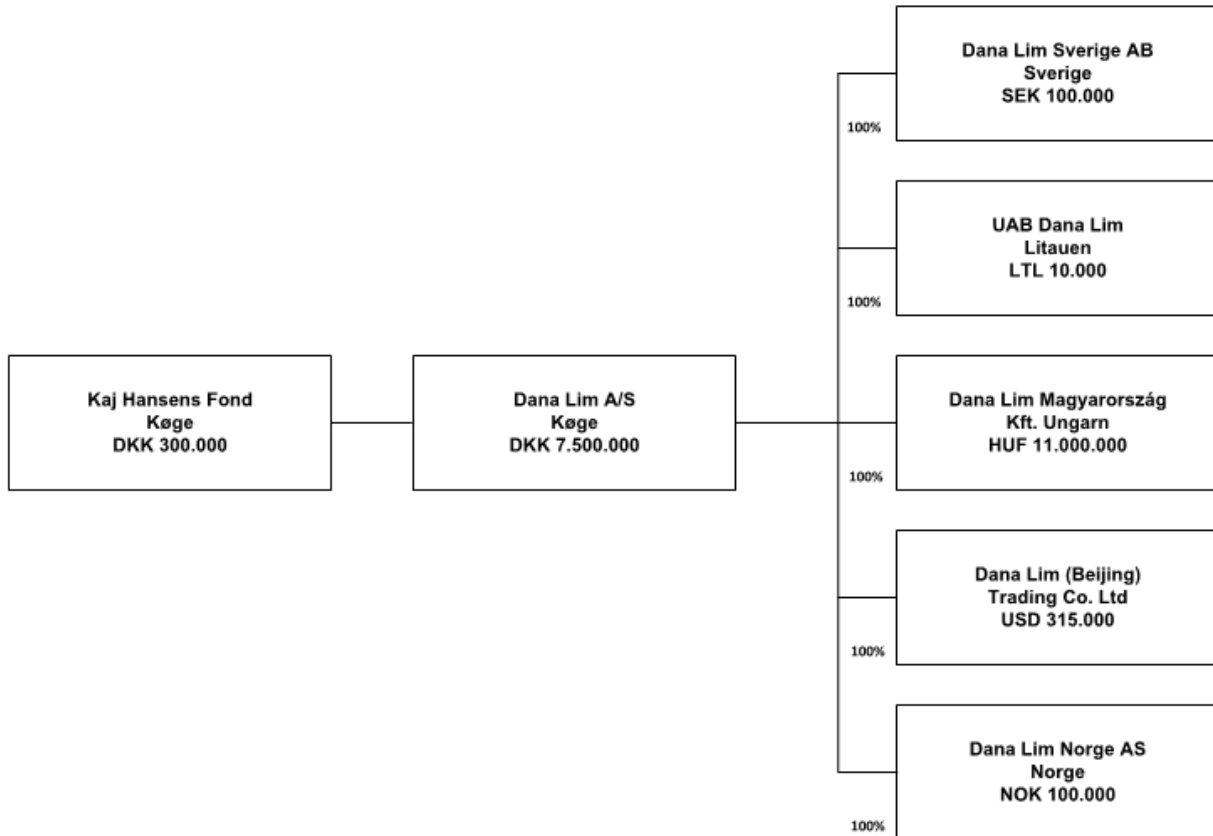 Dana Lim Sverige AB
Sverige
SEK 100.000
100%
UAB Dana Lim
Litauen
LTL 10.000
100%
Kaj Hansens Fond
Køge
DKK 300.000
Dana Lim A/S
Køge
DKK 7.500.000
Dana Lim Magyarország
Kft. Ungarn
HUF 11.000.000
100%
Dana Lim (Beijing)
Trading Co. Ltd
USD 315.000
100%
Dana Lim Norge AS
Norge
NOK 100.000
100%